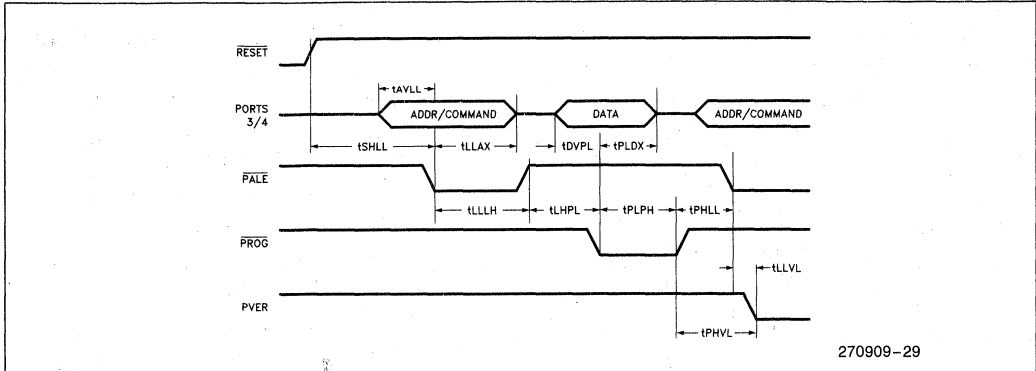 RESET
tAVLL
PORTS
3/4
ADDR/COMMAND DATA ADDR/COMMAND
tSHLL tLLAX tDVPL tPLDX
PALE
tLLLH tLHPL tPLPH tPHLL
PROG
tLLVL
PVER
tPHVL
270909-29